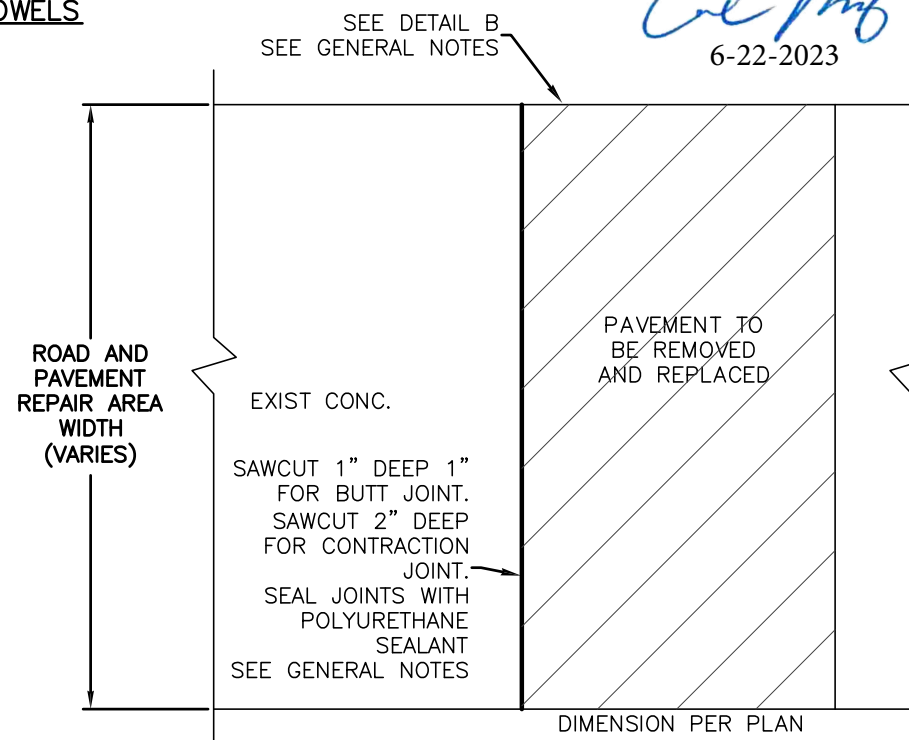 SEE DETAIL B
SEE GENERAL NOTES
6-22-2023
ROAD AND
PAVEMENT
REPAIR AREA
WIDTH
(VARIES)
EXIST CONC.
PAVEMENT TO
BE REMOVED
AND REPLACED
SAWCUT 1” DEEP 1”
FOR BUTT JOINT.
SAWCUT 2” DEEP
FOR CONTRACTION
JOINT.
SEAL JOINTS WITH
POLYURETHANE
SEALANT
SEE GENERAL NOTES
DIMENSION PER PLAN